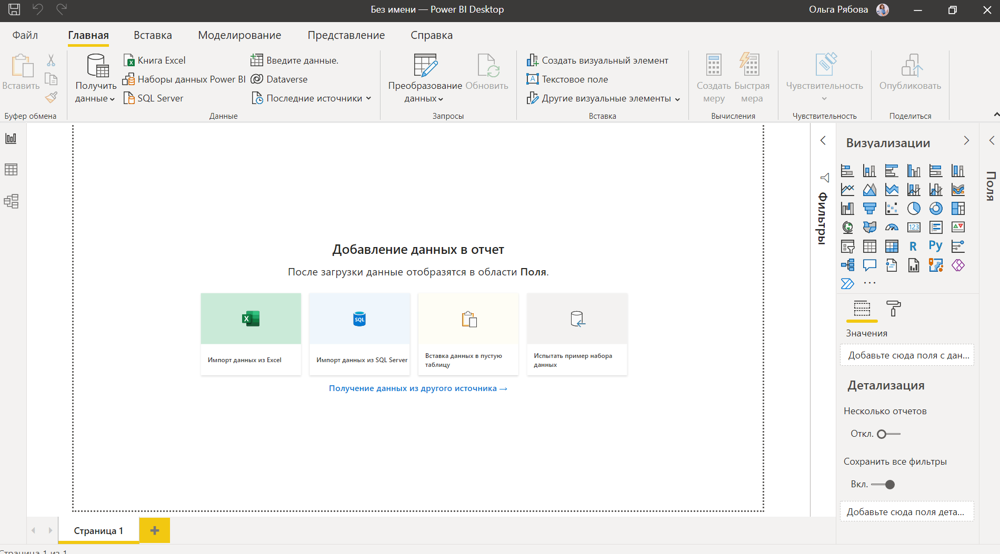 Без имени — Power BI Desktop
Ольга Рябова
Файл
Главная
Вставка
Моделирование
Представление
Справка
Вставить
Буфер обмена
Получить
данные
Книга Excel
Наборы данных Power BI
SQL Server
Введите данные.
Dataverse
Последние источники
Данные
Преобразование
данных
Обновить
Запросы
Создать визуальный элемент
Текстовое поле
Другие визуальные элементы
Вставка
Создать
меру
Быстрая
мера
Вычисления
Чувствительность
Чувствительность
Опубликовать
Поделиться
Добавление данных в отчет
После загрузки данные отобразятся в области Поля.
X
Импорт данных из Excel
SQL
Импорт данных из SQL Server
Вставка данных в пустую
таблицу
Испытать пример набора
данных
Получение данных из другого источника →
Фильтры
Визуализации
123
R
Py
...
Значения
Добавьте сюда поля с дан...
Детализация
Несколько отчетов
Откл.
Сохранить все фильтры
Вкл.
Добавьте сюда поля дета...
Поля
Страница 1
Страница 1 из 1